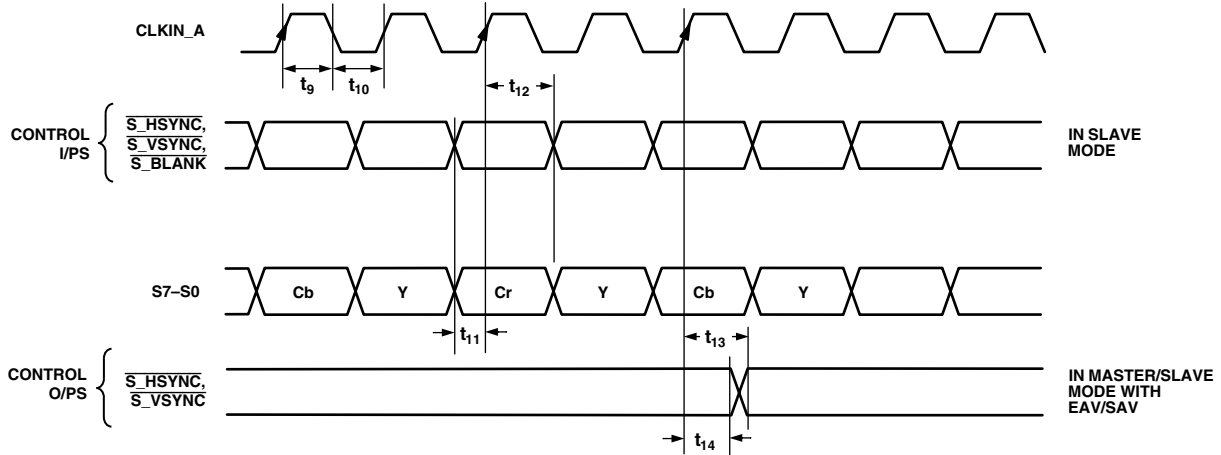 CLKIN_A
t9
t10
t12
CONTROL
I/PS
S_HSYNC,
S_VSYNC,
S_BLANK
IN SLAVE
MODE
S7–S0
Cb
Y
Cr
Y
Cb
Y
t11
t13
CONTROL
O/PS
S_HSYNC,
S_VSYNC
IN MASTER/SLAVE
MODE WITH
EAV/SAV
t14